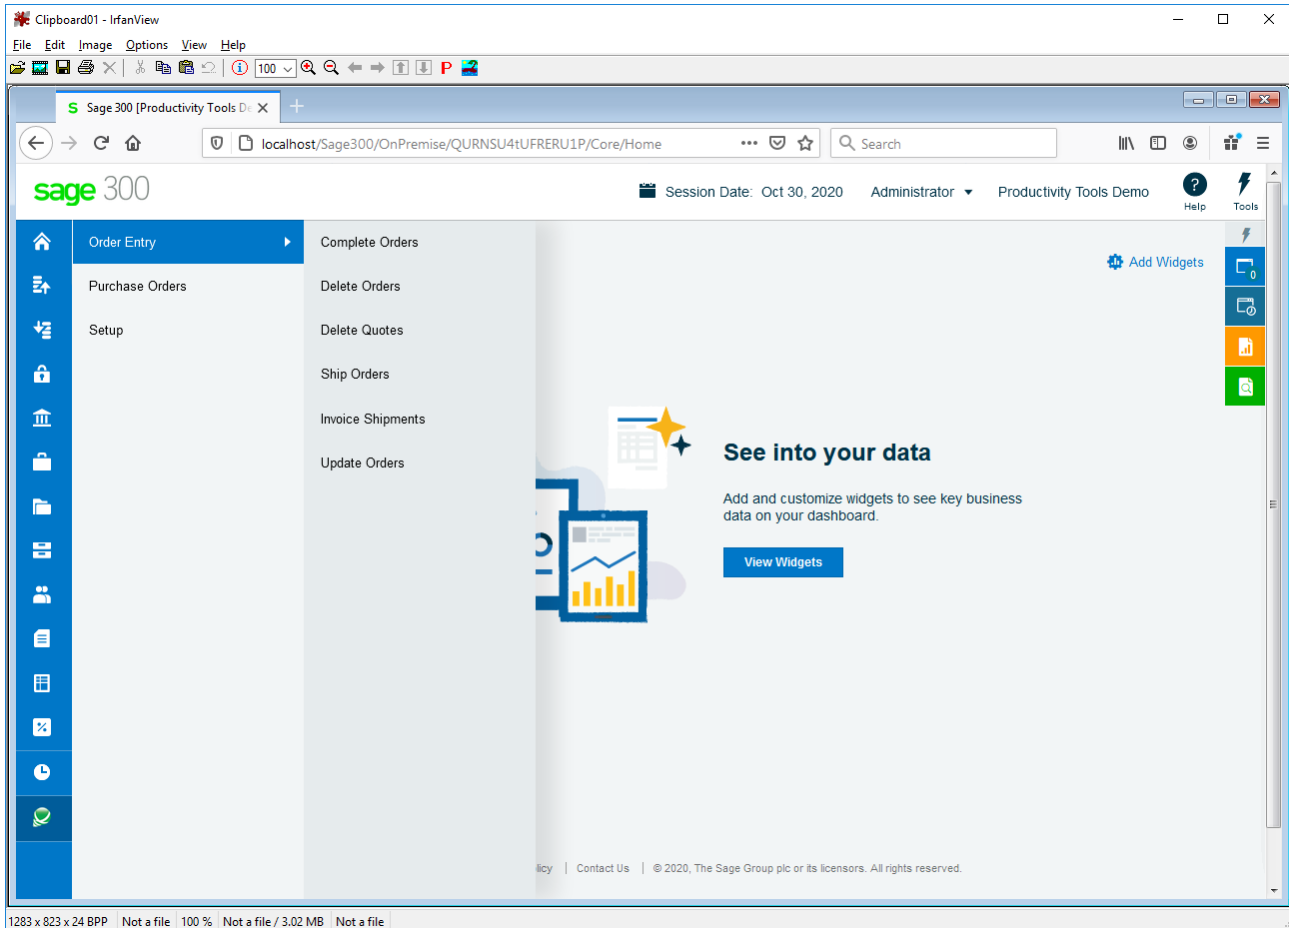 Clipboard01 - IrfanView
File Edit Image Options View Help
100
P
S Sage 300 [Productivity Tools De
localhost/Sage300/OnPremise/QURNSU4tUFRERU1P/Core/Home
Search
sage 300
Session Date: Oct 30, 2020
Administrator
Productivity Tools Demo
? Help
Tools
Order Entry
Purchase Orders
Setup
Complete Orders
Delete Orders
Delete Quotes
Ship Orders
Invoice Shipments
Update Orders
Add Widgets
0
See into your data
Add and customize widgets to see key business
data on your dashboard.
View Widgets
licy | Contact Us | © 2020, The Sage Group plc or its licensors. All rights reserved.
1283 x 823 x 24 BPP Not a file 100 % Not a file / 3.02 MB Not a file